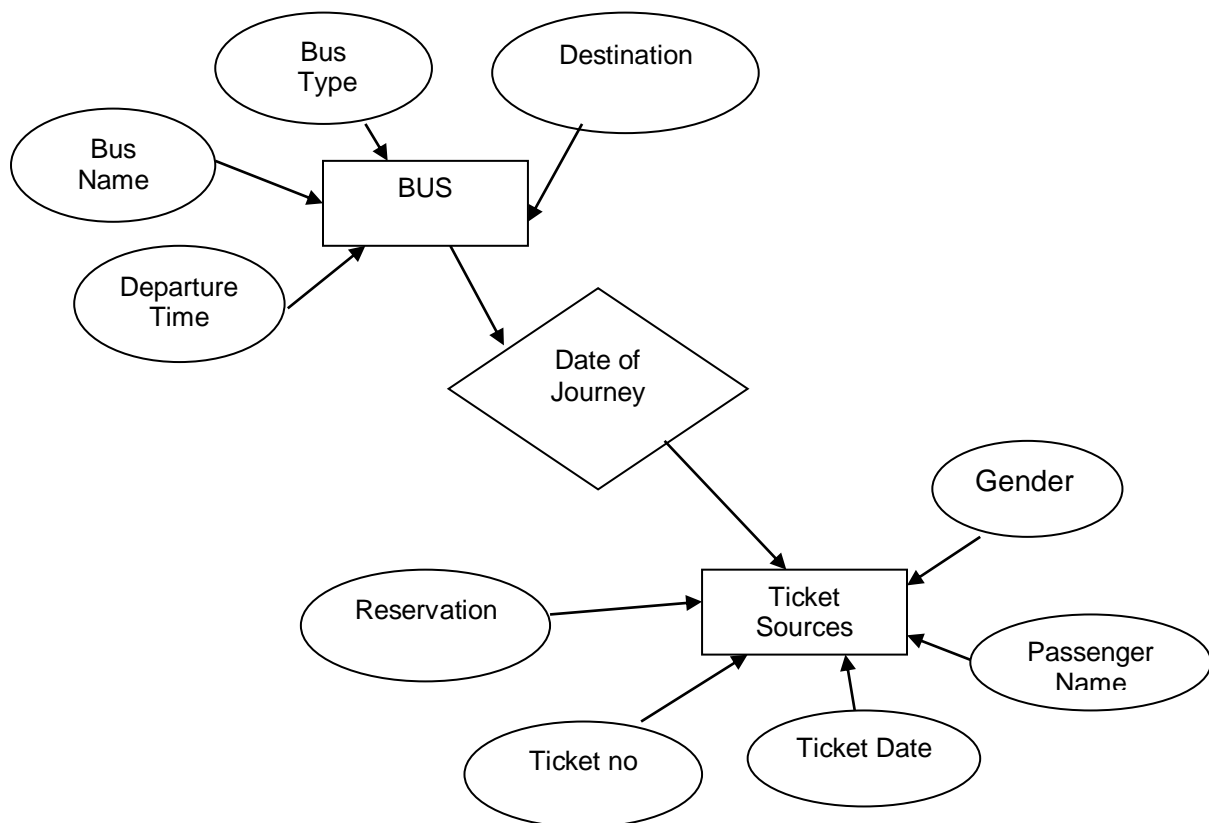 Bus
Type
Destination
Bus
Name
BUS
Departure
Time
Date of
Journey
Gender
Reservation
Ticket
Sources
Passenger
Name
Ticket no
Ticket Date